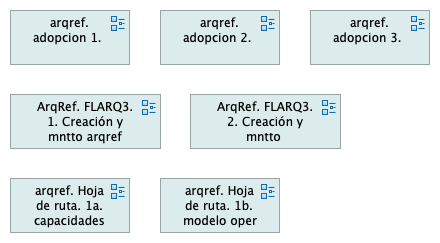 arqref.
adopcion 1.
arqref.
adopcion 2.
arqref.
adopcion 3.
ArqRef. FLARQ3.
1. Creación y
mntto arqref
ArqRef. FLARQ3.
2. Creación y
mntto
arqref. Hoja
de ruta. 1a.
capacidades
arqref. Hoja
de ruta. 1b.
modelo oper